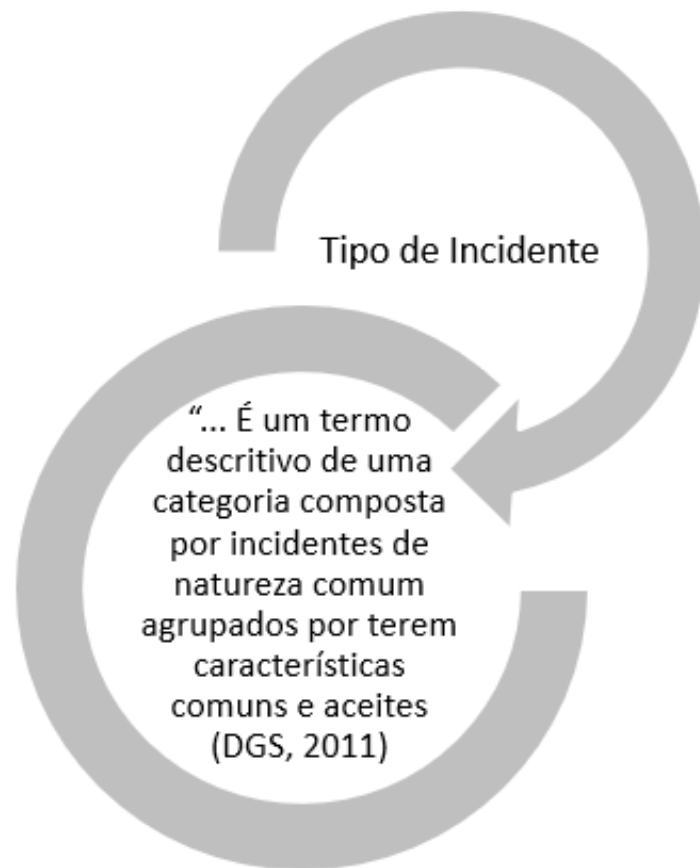 Tipo de Incidente
“... É um termo
descritivo de uma
categoria composta
por incidentes de
natureza comum
agrupados por terem
características
comuns e aceites
(DGS, 2011)